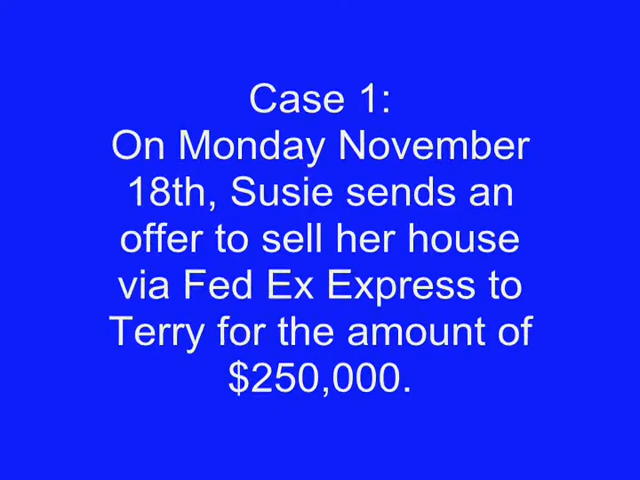 Case 1:
On Monday November
18th, Susie sends an
offer to sell her house
via Fed Ex Express to
Terry for the amount of
$250,000.